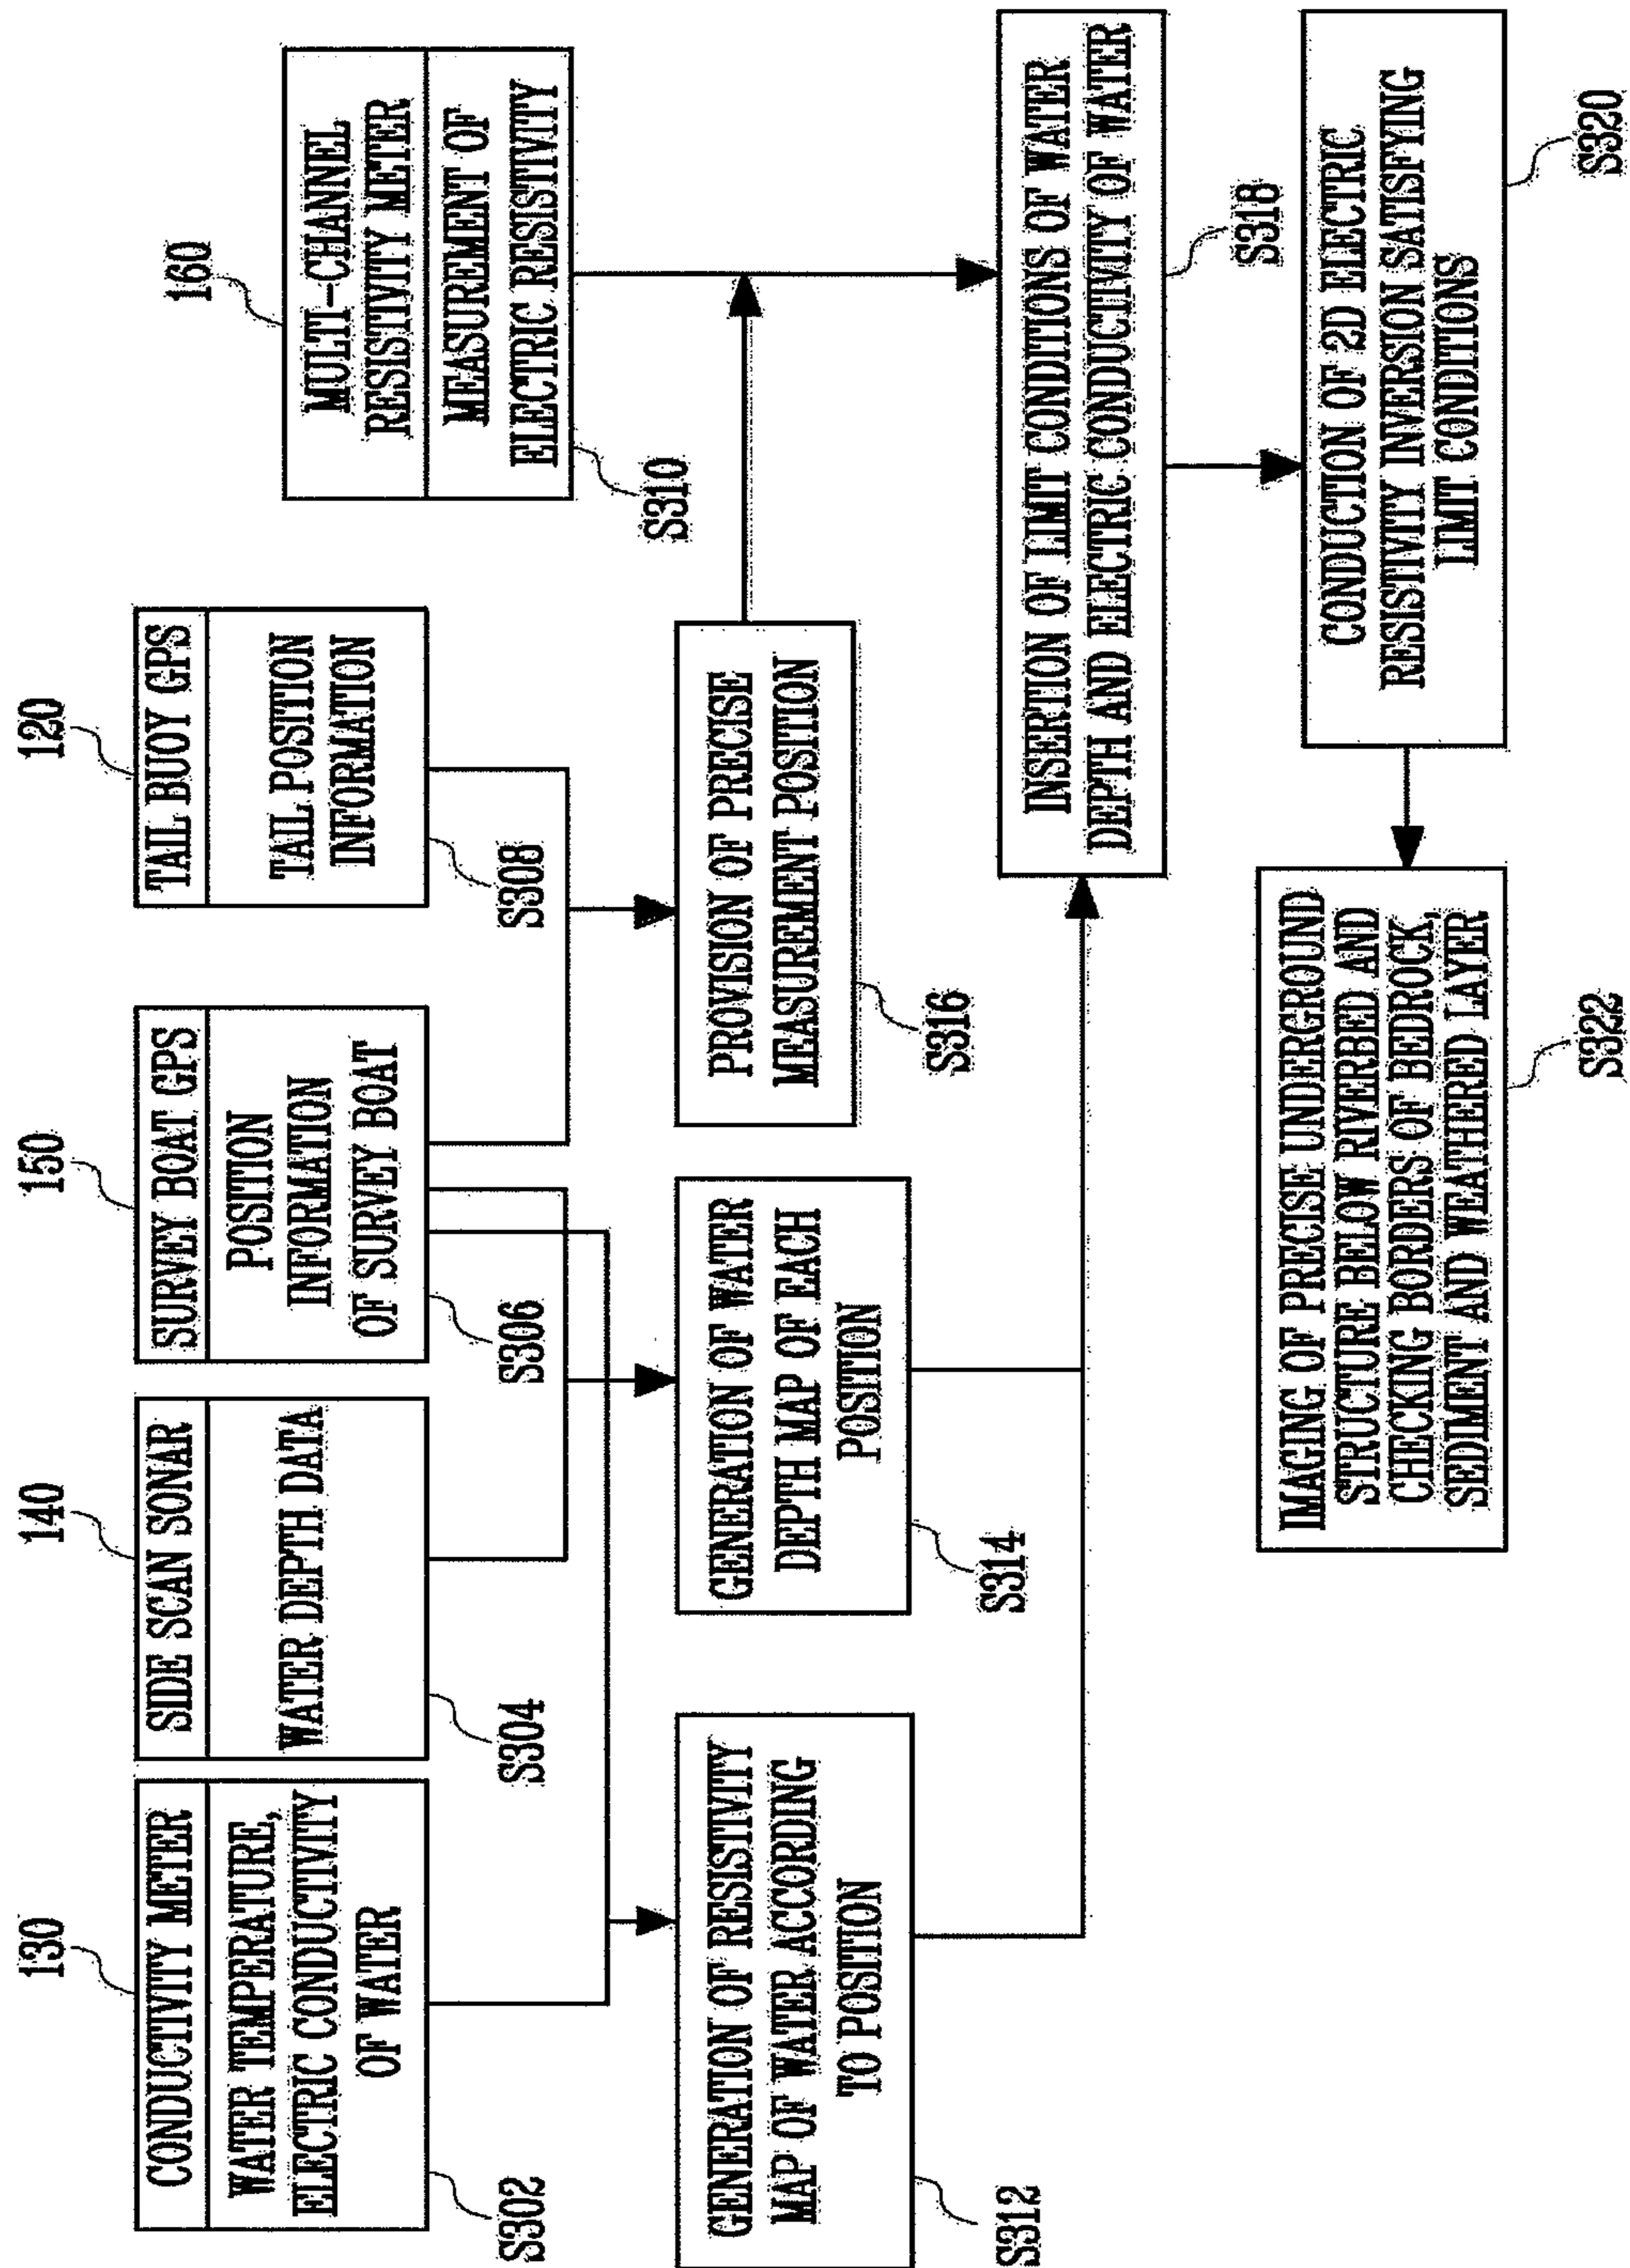 130
CONDUCTIVITY METER
WATER TEMPERATURE,
ELECTRIC CONDUCTIVITY
OF WATER
S302
140
SIDE SCAN SONAR
WATER DEPTH DATA
S304
150
SURVEY BOAT GPS
POSITION
INFORMATION
OF SURVEY BOAT
S306
120
TAIL BUOY GPS
TAIL POSITION
INFORMATION
S308
160
MULTI-CHANNEL
RESISTIVITY METER
MEASUREMENT OF
ELECTRIC RESISTIVITY
S310
GENERATION OF RESISTIVITY
MAP OF WATER ACCORDING
TO POSITION
S312
GENERATION OF WATER
DEPTH MAP OF EACH
POSITION
S314
PROVISION OF PRECISE
MEASUREMENT POSITION
S316
INSERTION OF LIMIT CONDITIONS OF WATER
DEPTH AND ELECTRIC CONDUCTIVITY OF WATER
S318
CONDUCTION OF 2D ELECTRIC
RESISTIVITY INVERSION SATISFYING
LIMIT CONDITIONS
S320
IMAGING OF PRECISE UNDERGROUND
STRUCTURE BELOW RIVERBED AND
CHECKING BORDERS OF BEDROCK,
SEDIMENT AND WEATHERED LAYER
S322